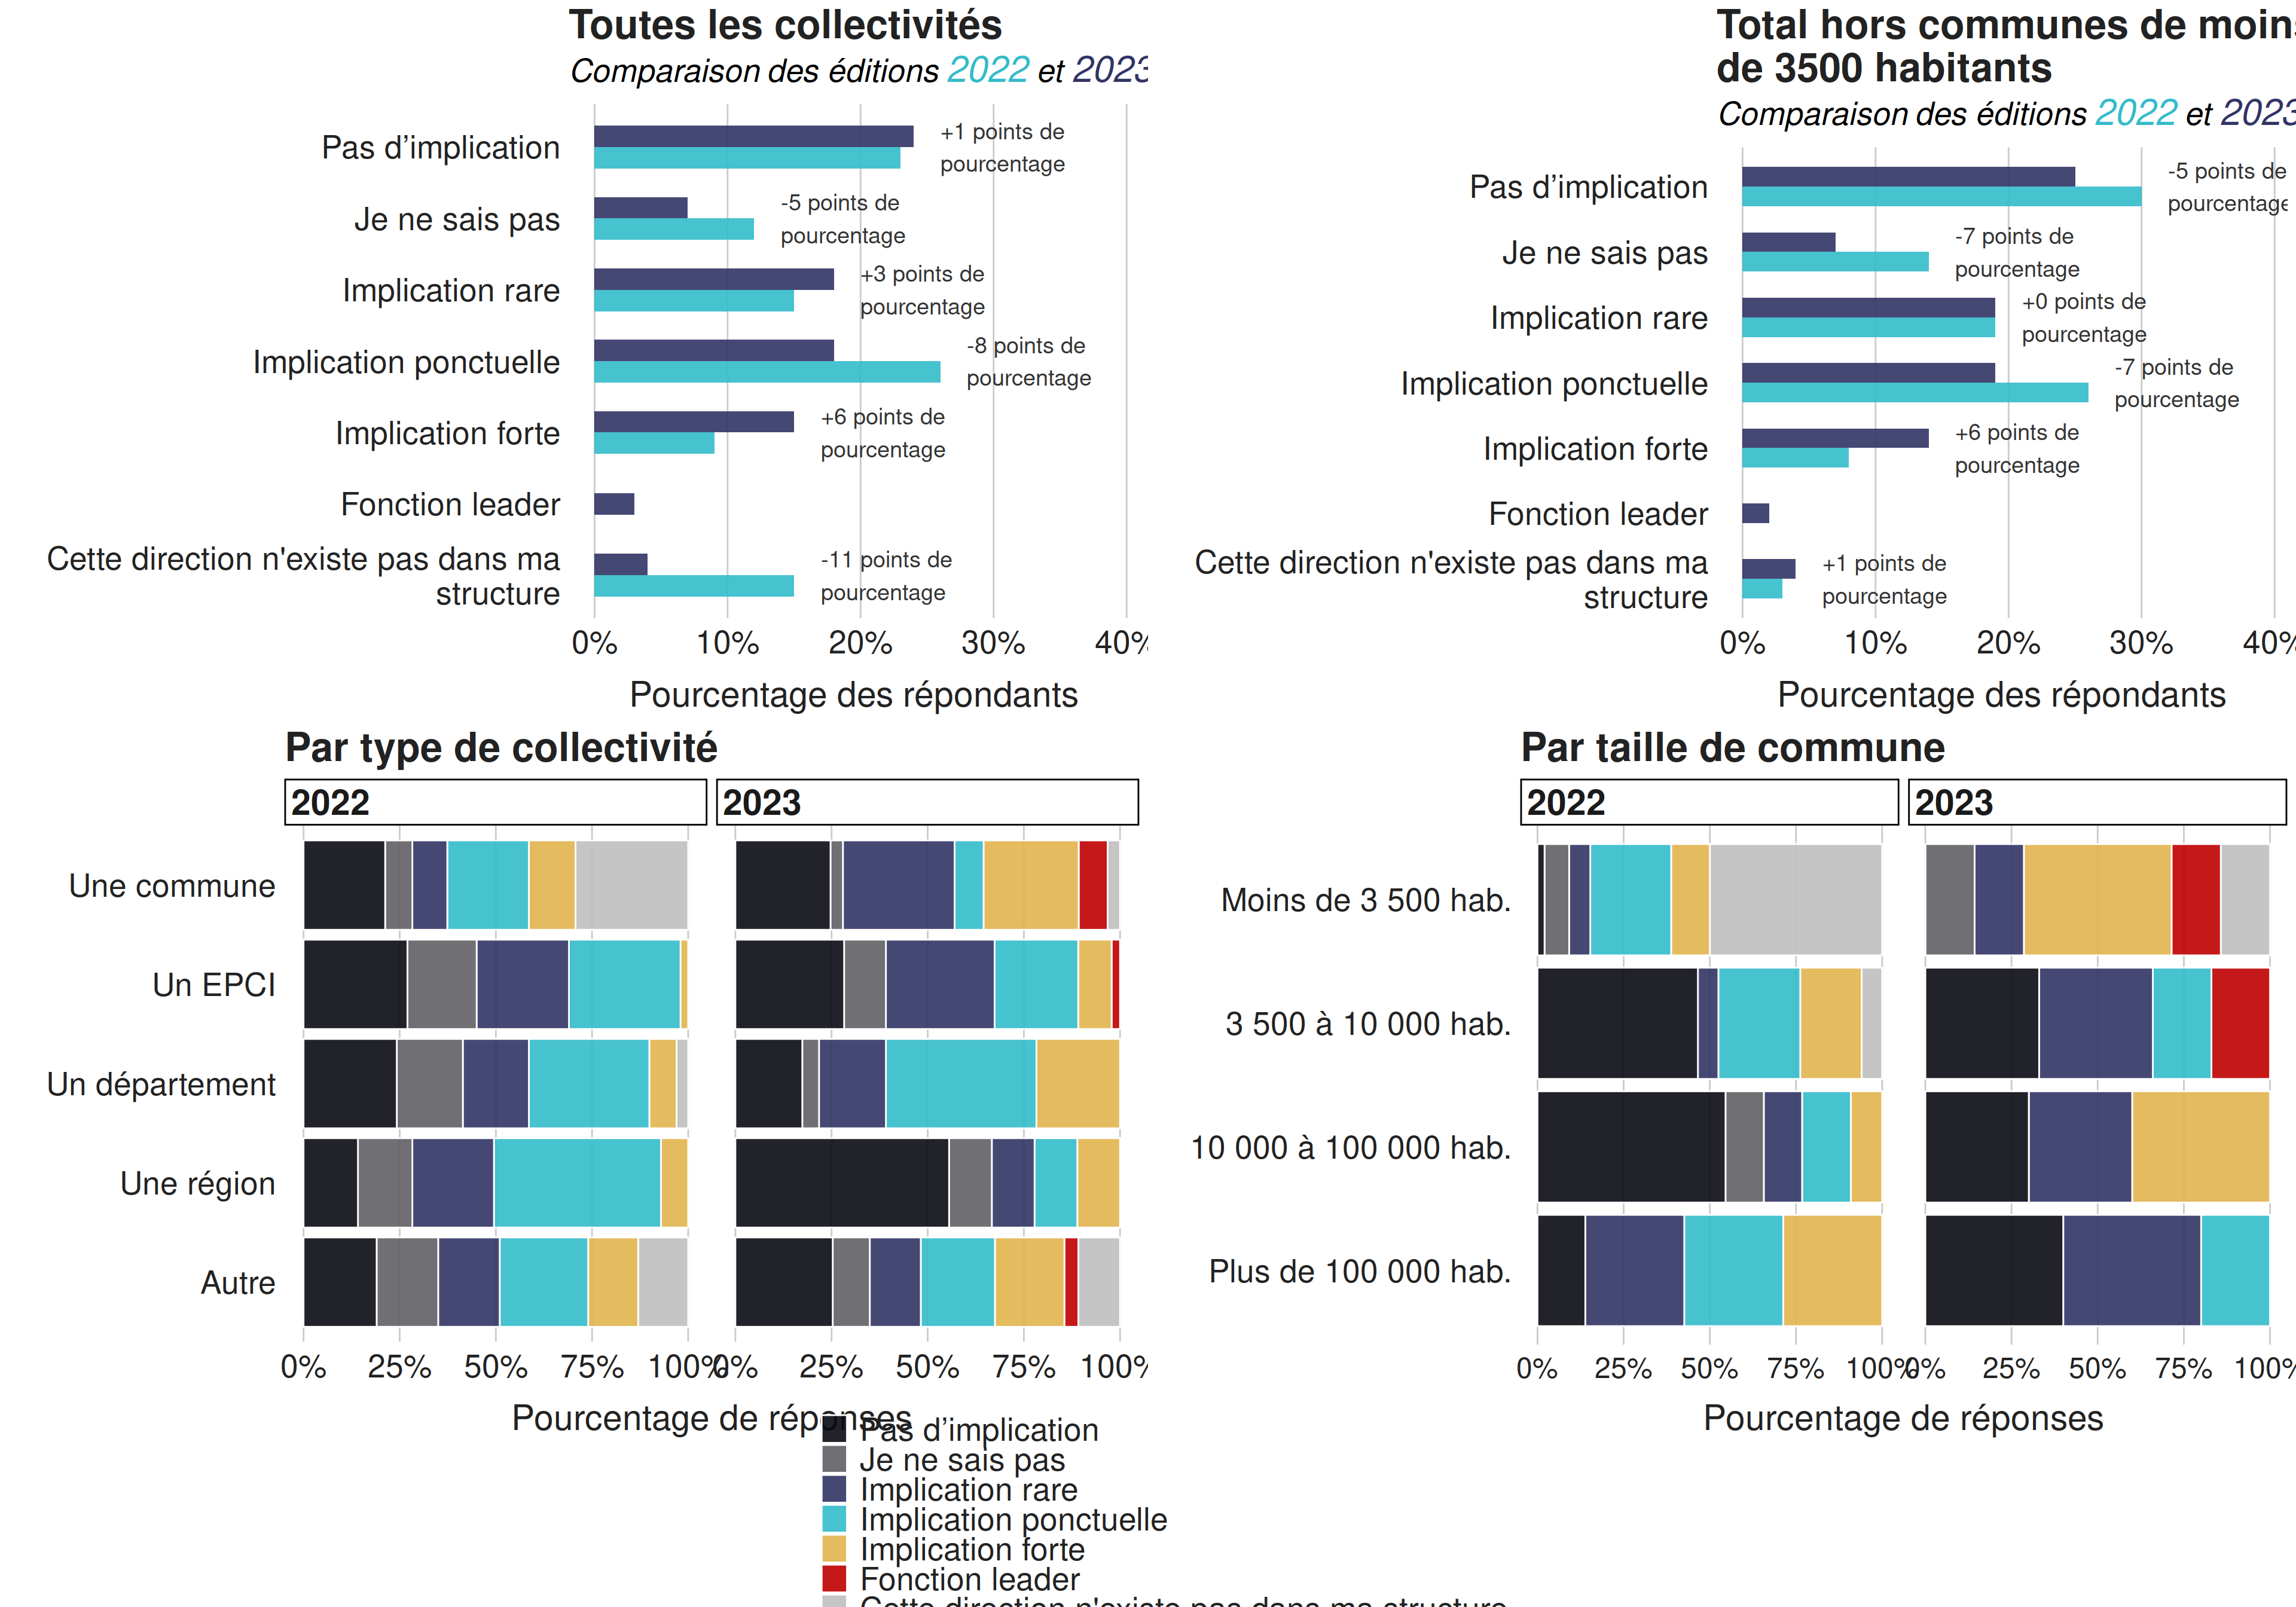 Toutes les collectivités
Comparaison des éditions 2022 et 2023
Pas d’implication
+1 points de
pourcentage
Je ne sais pas
-5 points de
pourcentage
Implication rare
+3 points de
pourcentage
Implication ponctuelle
-8 points de
pourcentage
Implication forte
+6 points de
pourcentage
Fonction leader
Cette direction n'existe pas dans ma
structure
-11 points de
pourcentage
0% 10% 20% 30% 40%
Pourcentage des répondants
Total hors communes de moins
de 3500 habitants
Comparaison des éditions 2022 et 2023
Pas d’implication
-5 points de
pourcentage
Je ne sais pas
-7 points de
pourcentage
Implication rare
+0 points de
pourcentage
Implication ponctuelle
-7 points de
pourcentage
Implication forte
+6 points de
pourcentage
Fonction leader
Cette direction n'existe pas dans ma
structure
+1 points de
pourcentage
0% 10% 20% 30% 40%
Pourcentage des répondants
Par type de collectivité
2022 2023
Une commune
Un EPCI
Un département
Une région
Autre
0% 25% 50% 75% 100% 0% 25% 50% 75% 100%
Pourcentage de réponses
Par taille de commune
2022 2023
Moins de 3 500 hab.
3 500 à 10 000 hab.
10 000 à 100 000 hab.
Plus de 100 000 hab.
0% 25% 50% 75% 100% 0% 25% 50% 75% 100%
Pourcentage de réponses
Pas d’implication
Je ne sais pas
Implication rare
Implication ponctuelle
Implication forte
Fonction leader
Cette direction n'existe pas dans ma structure